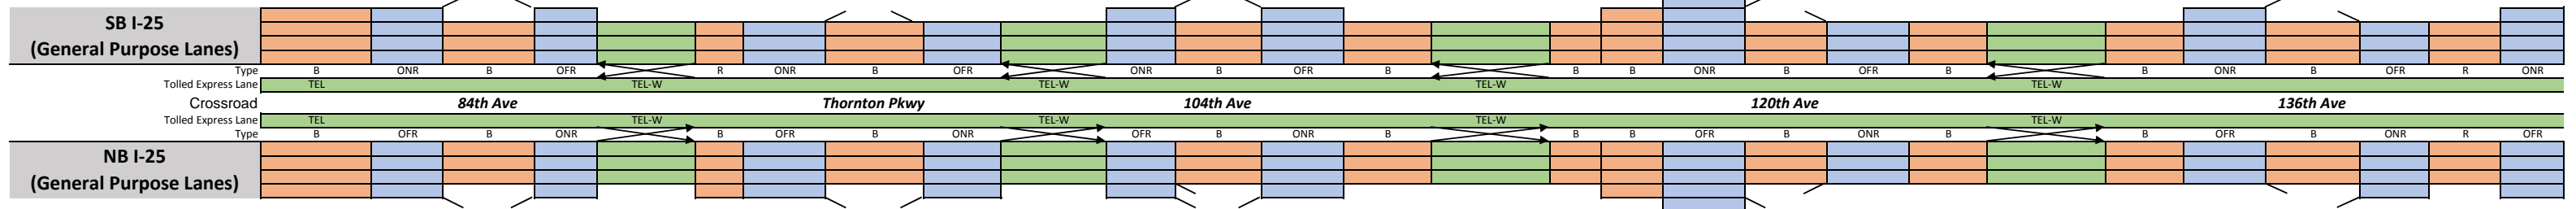 SB I-25
(General Purpose Lanes)
Type B ONR B OFR R ONR B OFR ONR B OFR B B B ONR B OFR B B ONR B OFR R ONR
Tolled Express Lane TEL TEL-W TEL-W TEL-W TEL-W
Crossroad 84th Ave Thornton Pkwy 104th Ave 120th Ave 136th Ave
Tolled Express Lane TEL TEL-W TEL-W TEL-W TEL-W
Type B OFR B ONR B OFR B ONR OFR B ONR B B B OFR B ONR B B OFR B ONR R OFR
NB I-25
(General Purpose Lanes)